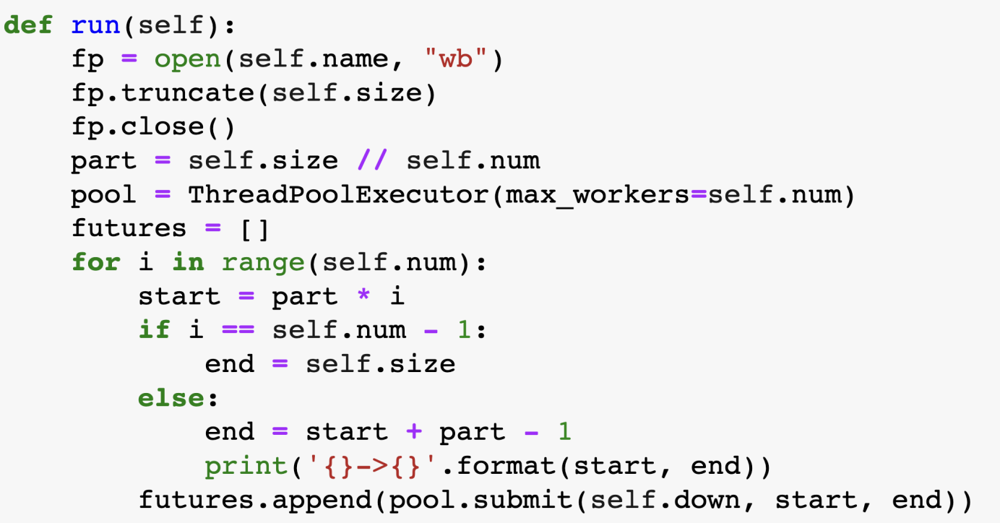 def run(self):
    fp = open(self.name, "wb")
    fp.truncate(self.size)
    fp.close()
    part = self.size // self.num
    pool = ThreadPoolExecutor(max_workers=self.num)
    futures = []
    for i in range(self.num):
        start = part * i
        if i == self.num - 1:
            end = self.size
        else:
            end = start + part - 1
            print('{}->{}'.format(start, end))
        futures.append(pool.submit(self.down, start, end))